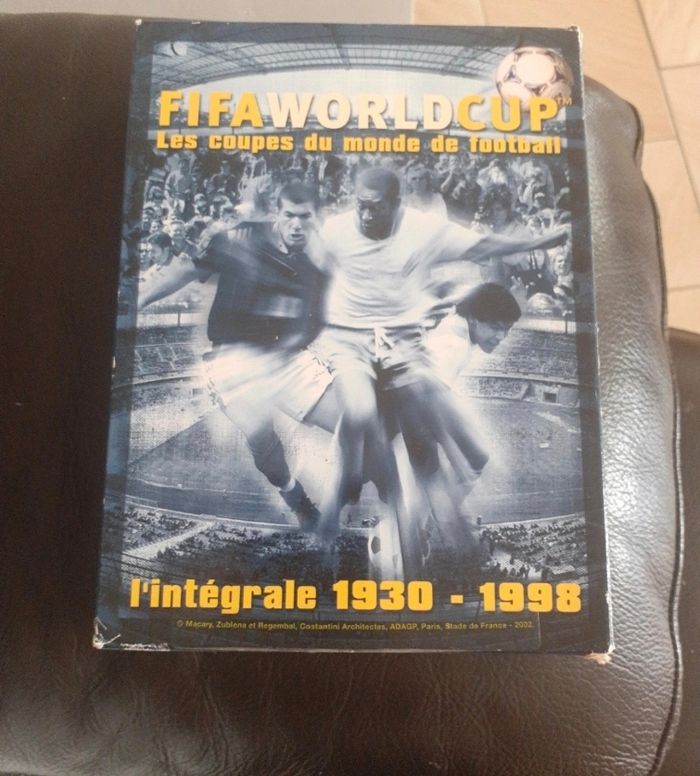 FIFAWORLDCUP™
Les coupes du monde de football
l'intégrale 1930 - 1998
© Macary, Zublena et Regembal, Costantini Architectes, ADAGP, Paris, Stade de France - 2002.